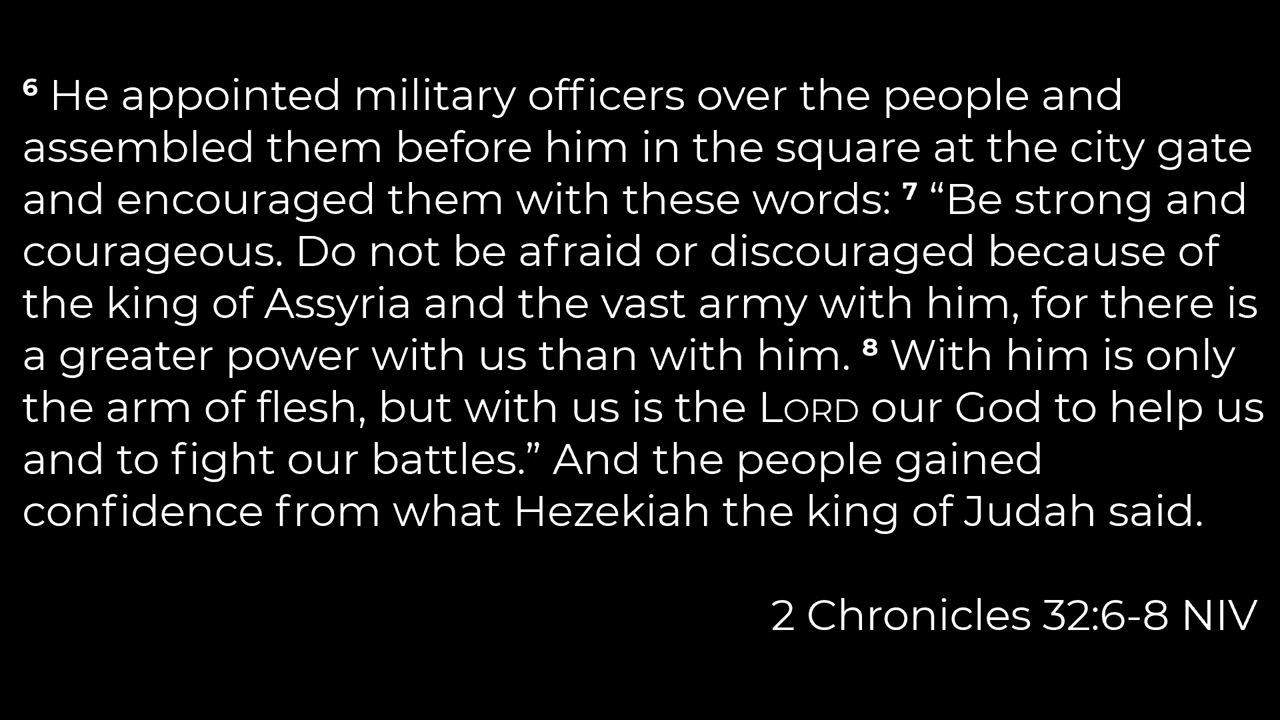 ⁶ He appointed military officers over the people and
assembled them before him in the square at the city gate
and encouraged them with these words: ⁷ “Be strong and
courageous. Do not be afraid or discouraged because of
the king of Assyria and the vast army with him, for there is
a greater power with us than with him. ⁸ With him is only
the arm of flesh, but with us is the LORD our God to help us
and to fight our battles.” And the people gained
confidence from what Hezekiah the king of Judah said.
2 Chronicles 32:6-8 NIV